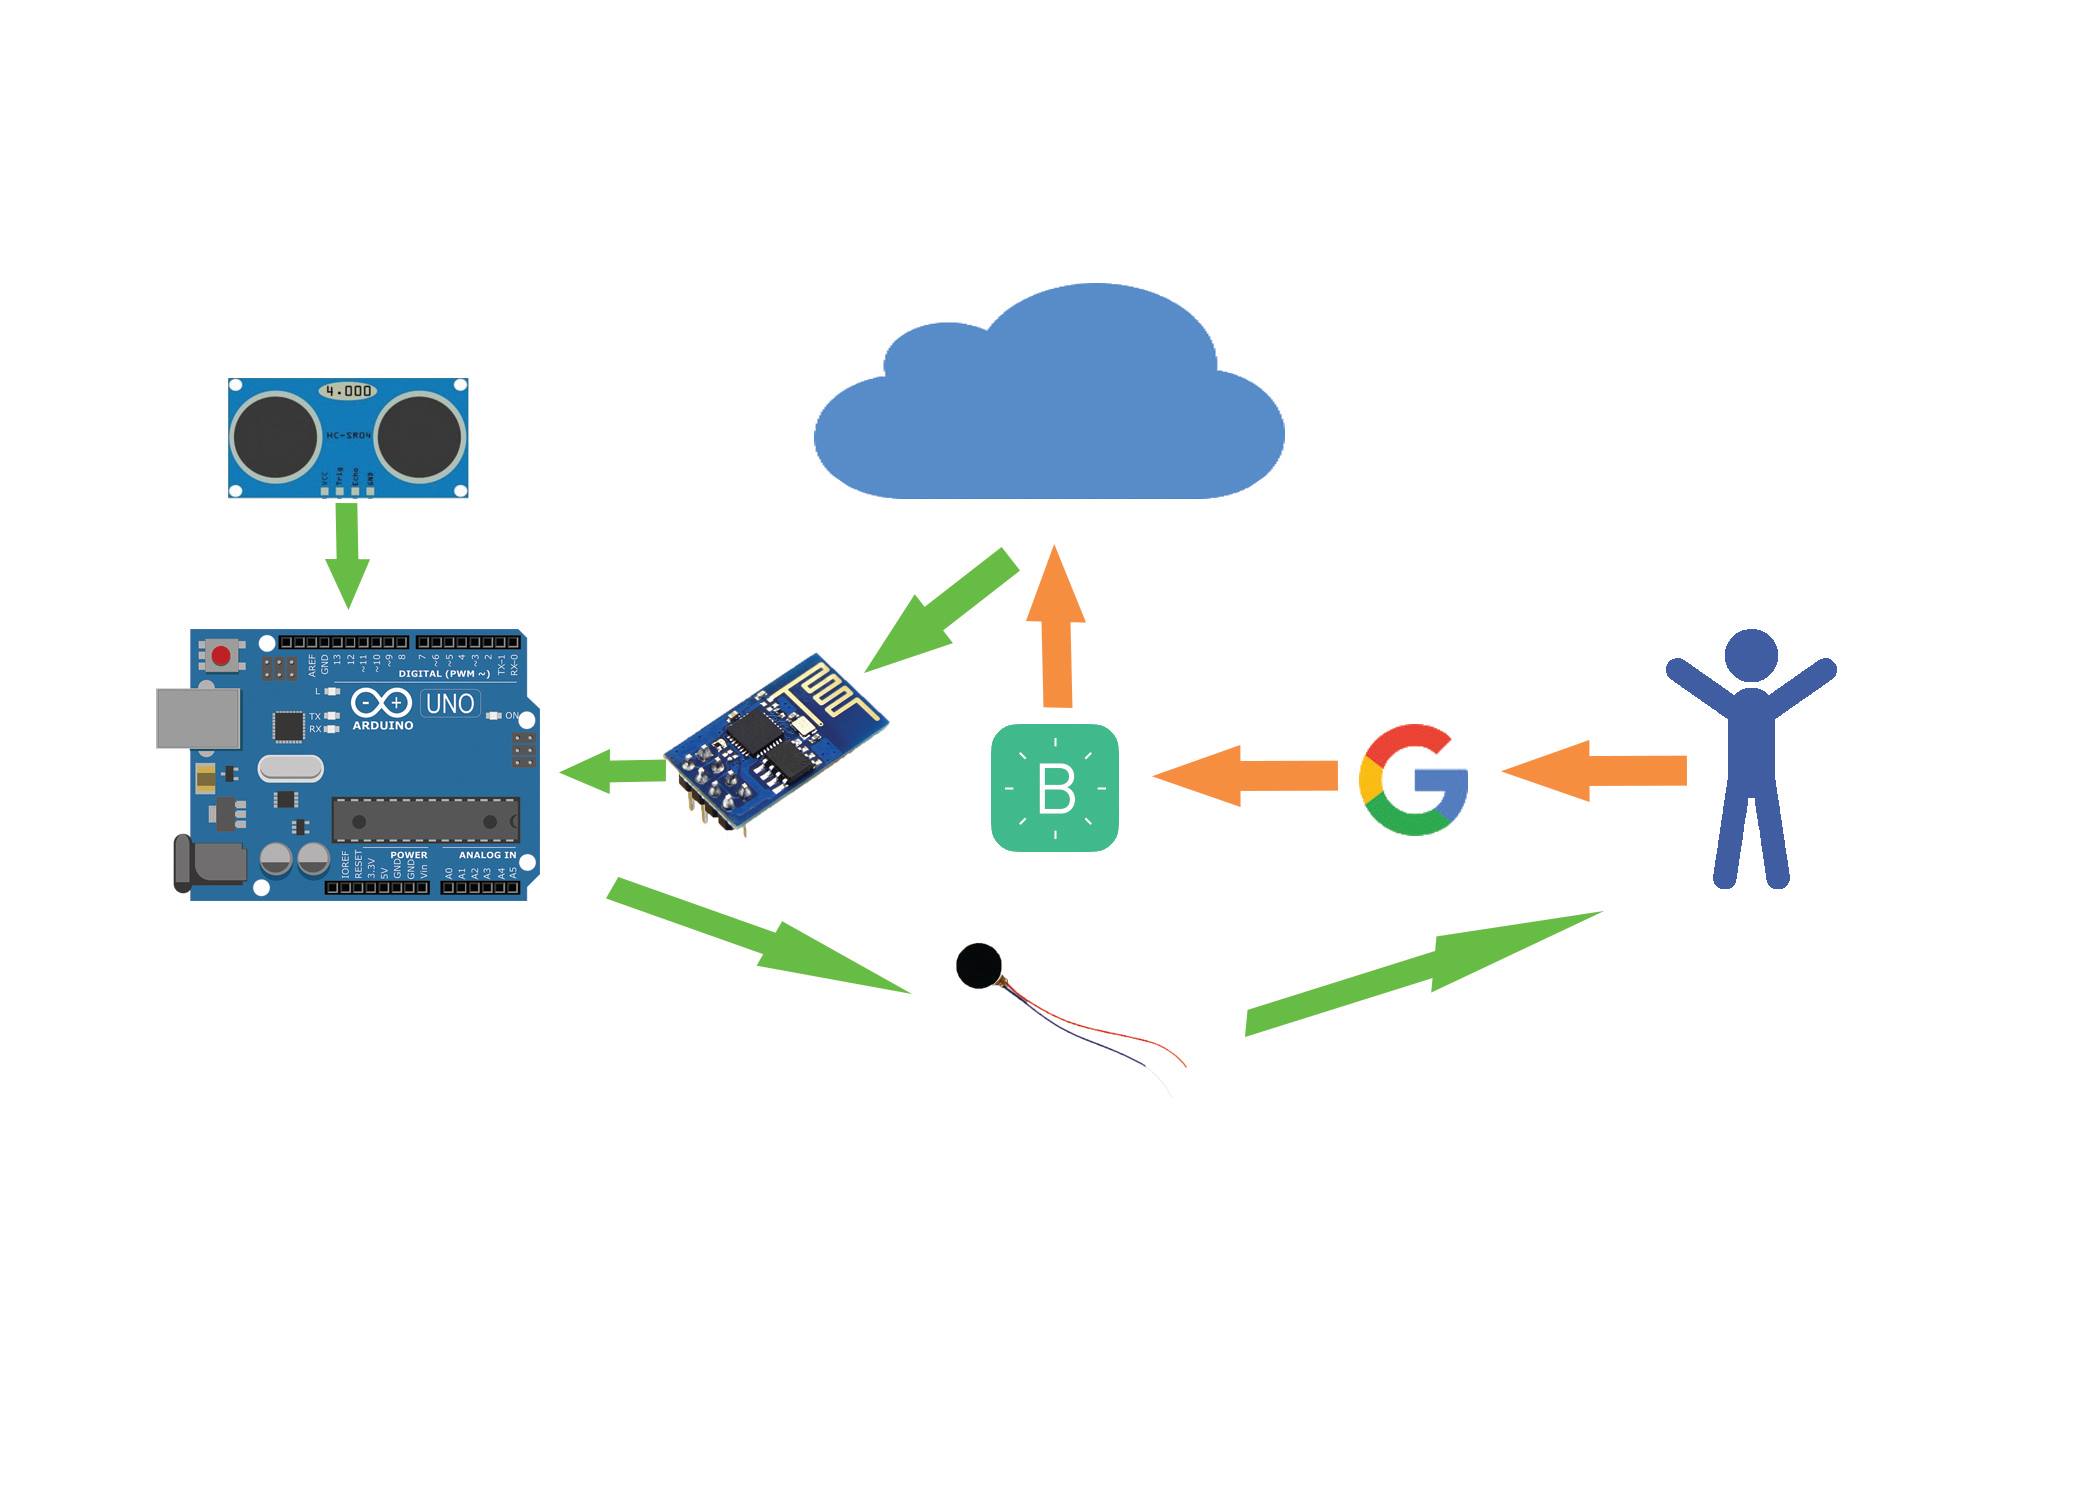 4.000
HC-SR04
VCC
Trig
Echo
GND
AREF
GND
13
12
~11
~10
~9
8
7
~6
~5
4
~3
2
TX→1
RX←0
DIGITAL (PWM ~)
L
TX
RX
- +
UNO
ARDUINO
ON
POWER
ANALOG IN
IOREF
RESET
3.3V
5V
GND
GND
Vin
A0
A1
A2
A3
A4
A5
B
G